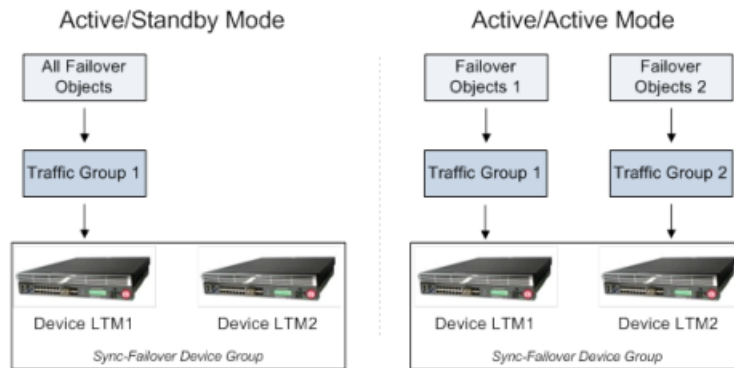 Active/Standby Mode
All Failover
Objects
Traffic Group 1
Device LTM1
Device LTM2
Sync-Failover Device Group
Active/Active Mode
Failover
Objects 1
Failover
Objects 2
Traffic Group 1
Traffic Group 2
Device LTM1
Device LTM2
Sync-Failover Device Group